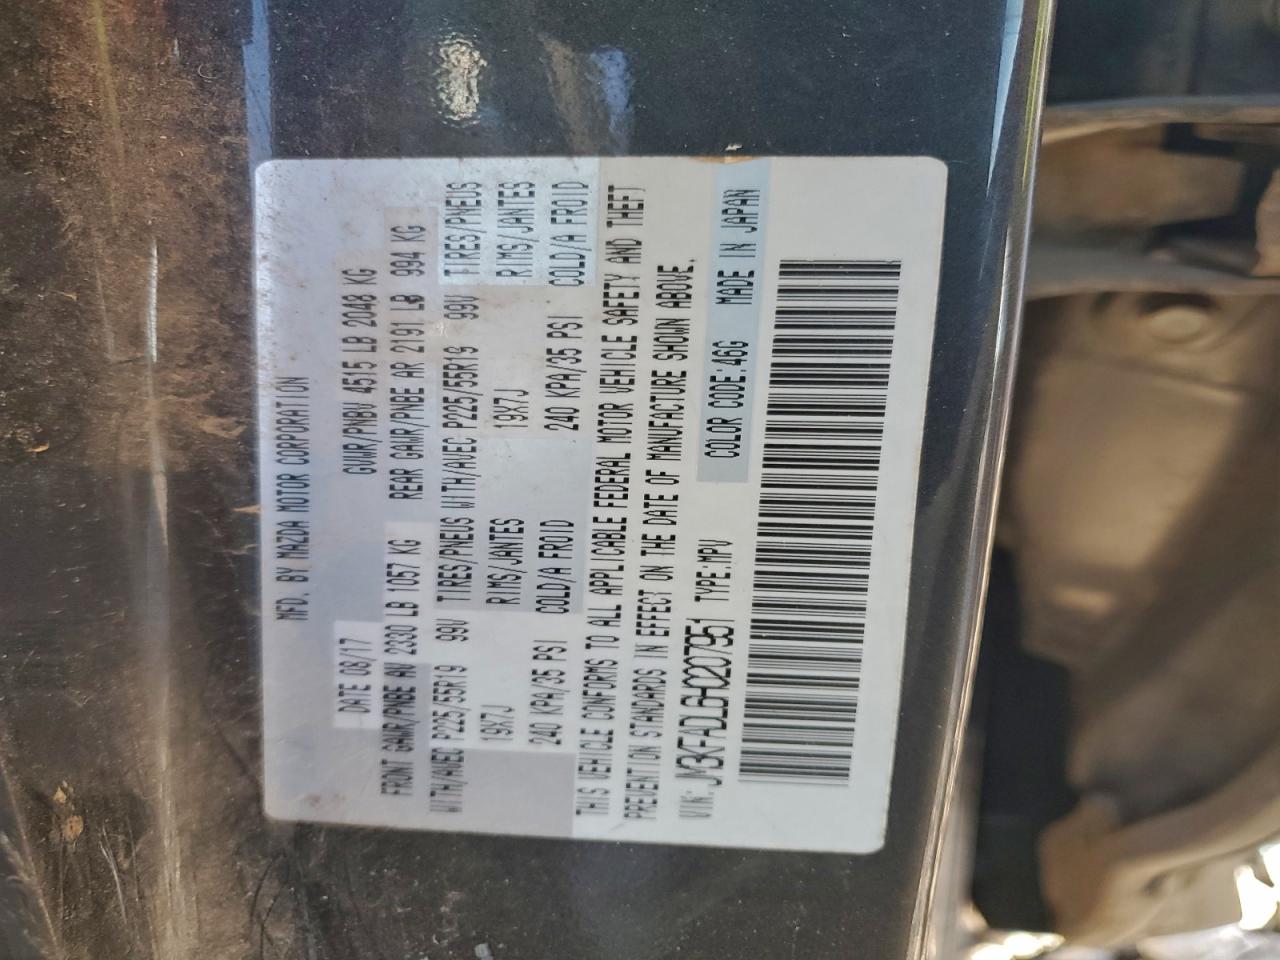 MFD. BY MAZDA MOTOR CORPORATION
DATE 08/17 GVWR/PNBV 4515 LB 2048 KG
FRONT GAWR/PNBE AV 2330 LB 1057 KG REAR GAWR/PNBE AR 2191 LB 994 KG
WITH/AVEC P225/55R19 99V TIRES/PNEUS WITH/AVEC P225/55R19 99V TIRES/PNEUS
19X7J RIMS/JANTES 19X7J RIMS/JANTES
240 KPA/35 PSI COLD/A FROID 240 KPA/35 PSI COLD/A FROID
THIS VEHICLE CONFORMS TO ALL APPLICABLE FEDERAL MOTOR VEHICLE SAFETY AND THEFT
PREVENTION STANDARDS IN EFFECT ON THE DATE OF MANUFACTURE SHOWN ABOVE.
VIN: JM3KFADL6H0207951 TYPE:MPV COLOR CODE:46G MADE IN JAPAN